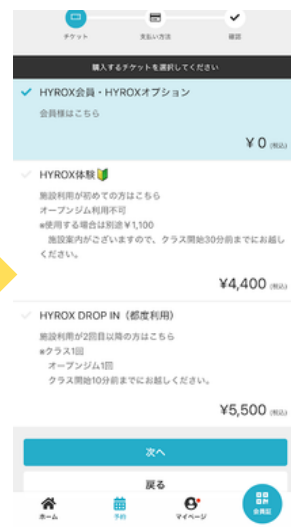 チケット
支払い方法
確認
購入するチケットを選択してください
HYROX会員・HYROXオプション
会員様はこちら
¥ 0 (税込)
HYROX体験🔰
施設利用が初めての方はこちら
オープンジム利用不可
※使用する場合は別途¥1,100
施設案内がございますので、クラス開始30分前までにお越し
ください。
¥4,400 (税込)
HYROX DROP IN（都度利用）
施設利用が2回目以降の方はこちら
※クラス1回
オープンジム1回
クラス開始10分前までにお越しください。
¥5,500 (税込)
次へ
戻る
ホーム
予約
マイページ
会員証